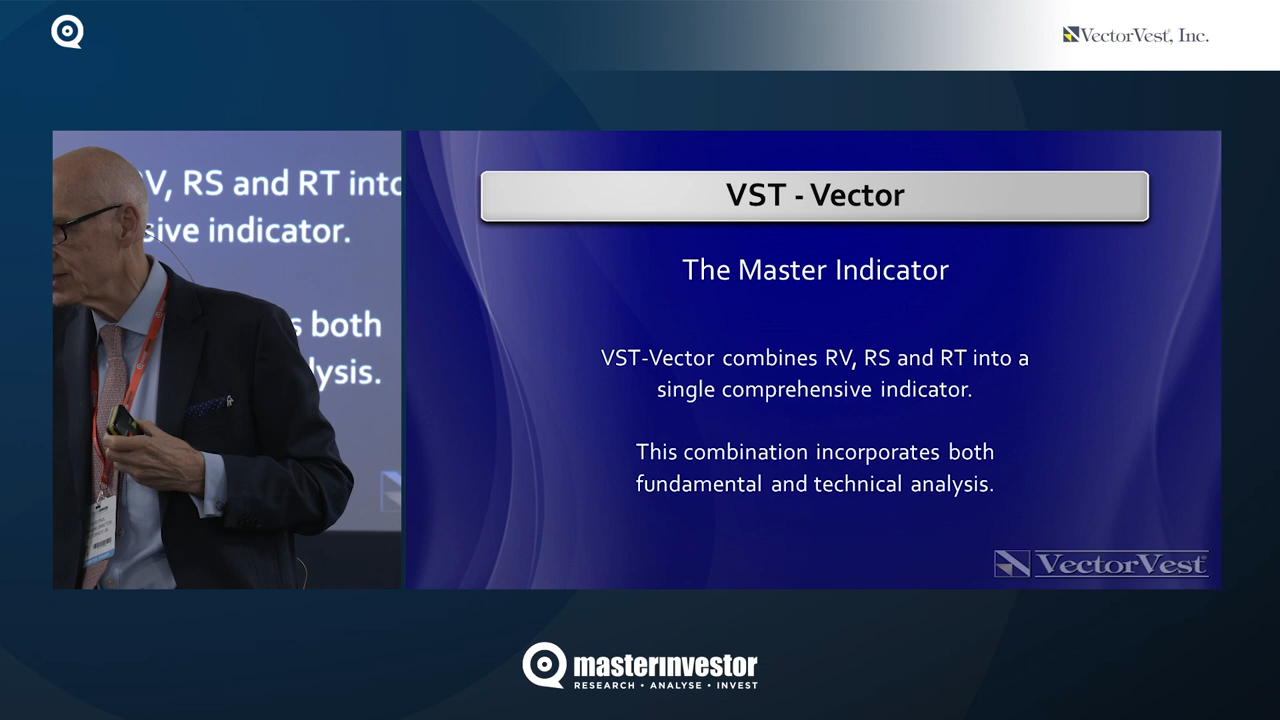 VectorVest, Inc.
V, RS and RT into
sive indicator.
s both
lysis.
VST - Vector
The Master Indicator
VST-Vector combines RV, RS and RT into a
single comprehensive indicator.
This combination incorporates both
fundamental and technical analysis.
VectorVest
masterinvestor
RESEARCH • ANALYSE • INVEST